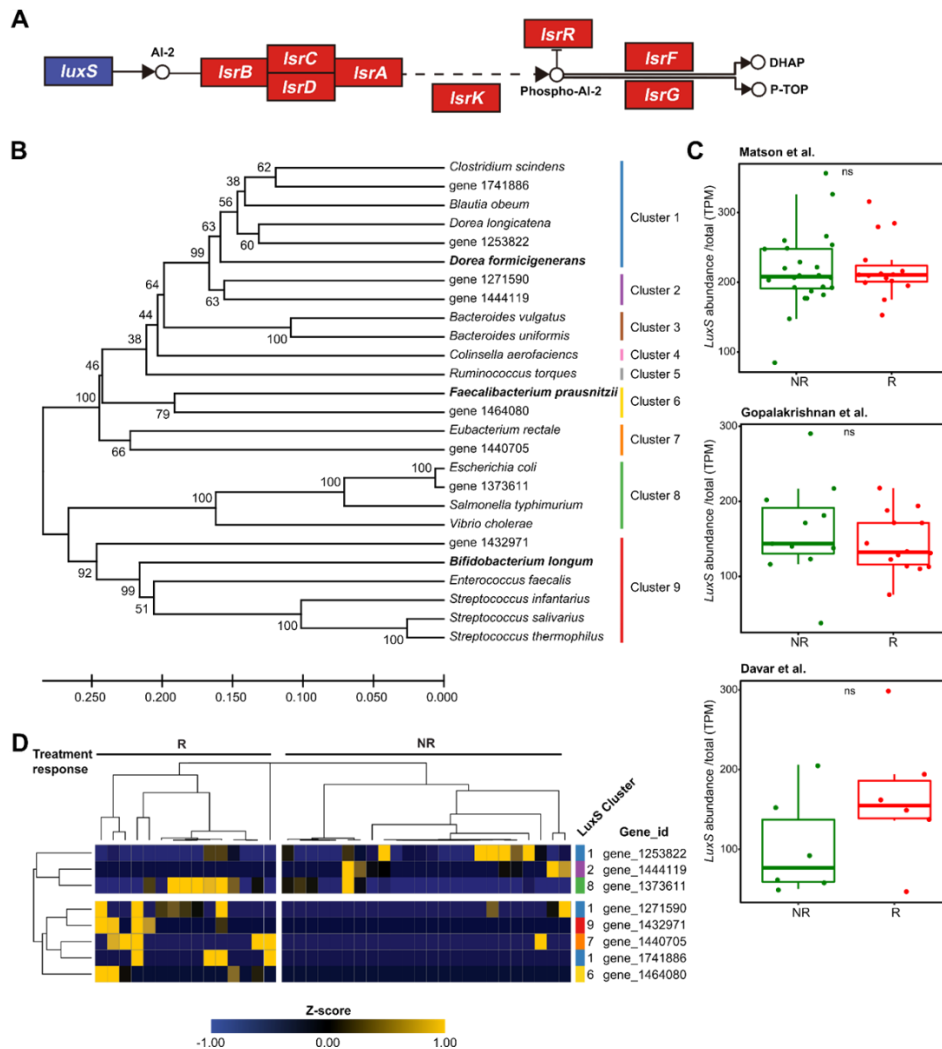 A
luxS
AI-2
lsrB
lsrC
lsrD
lsrA
lsrK
lsrR
Phospho-AI-2
lsrF
lsrG
DHAP
P-TOP
B
Clostridium scindens
gene 1741886
Blautia obeum
Dorea longicatena
gene 1253822
Dorea formicigenerans
gene 1271590
gene 1444119
Bacteroides vulgatus
Bacteroides uniformis
Colinsella aerofaciencs
Ruminococcus torques
Faecalibacterium prausnitzii
gene 1464080
Eubacterium rectale
gene 1440705
Escherichia coli
gene 1373611
Salmonella typhimurium
Vibrio cholerae
gene 1432971
Bifidobacterium longum
Enterococcus faecalis
Streptococcus infantarius
Streptococcus salivarius
Streptococcus thermophilus
62
38
56
63
60
99
63
64
44
100
38
46
100
79
66
100
100
100
92
99
51
100
100
Cluster 1
Cluster 2
Cluster 3
Cluster 4
Cluster 5
Cluster 6
Cluster 7
Cluster 8
Cluster 9
0.250 0.200 0.150 0.100 0.050 0.000
C
Matson et al.
ns
LuxS abundance /total (TPM)
300
200
100
NR R
Gopalakrishnan et al.
ns
LuxS abundance /total (TPM)
300
200
100
NR R
Davar et al.
ns
LuxS abundance /total (TPM)
300
200
100
NR R
D
Treatment
response
R
NR
LuxS Cluster
Gene_id
1 gene_1253822
2 gene_1444119
8 gene_1373611
1 gene_1271590
9 gene_1432971
7 gene_1440705
1 gene_1741886
6 gene_1464080
Z-score
-1.00 0.00 1.00